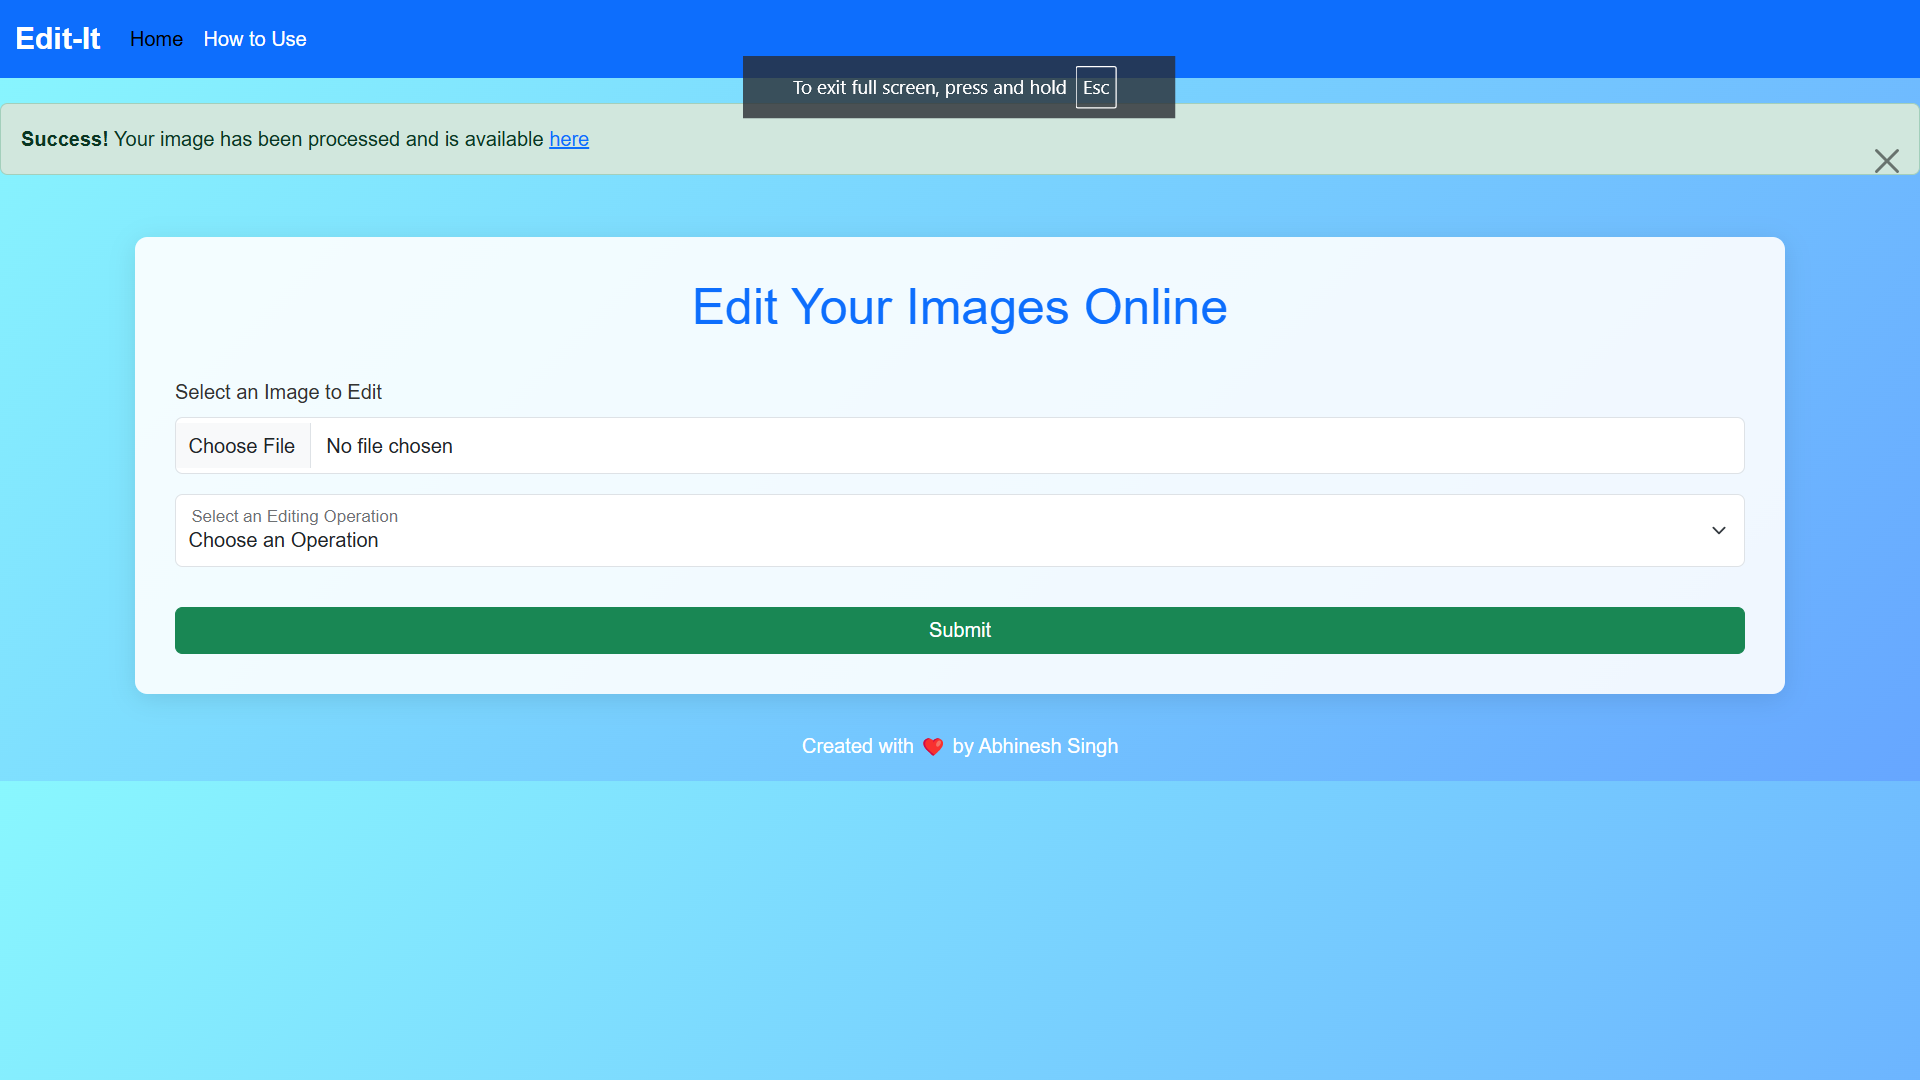 Edit-It Home How to Use
To exit full screen, press and hold Esc
Success! Your image has been processed and is available here
Edit Your Images Online
Select an Image to Edit
Choose File No file chosen
Select an Editing Operation
Choose an Operation
Submit
Created with ❤️ by Abhinesh Singh